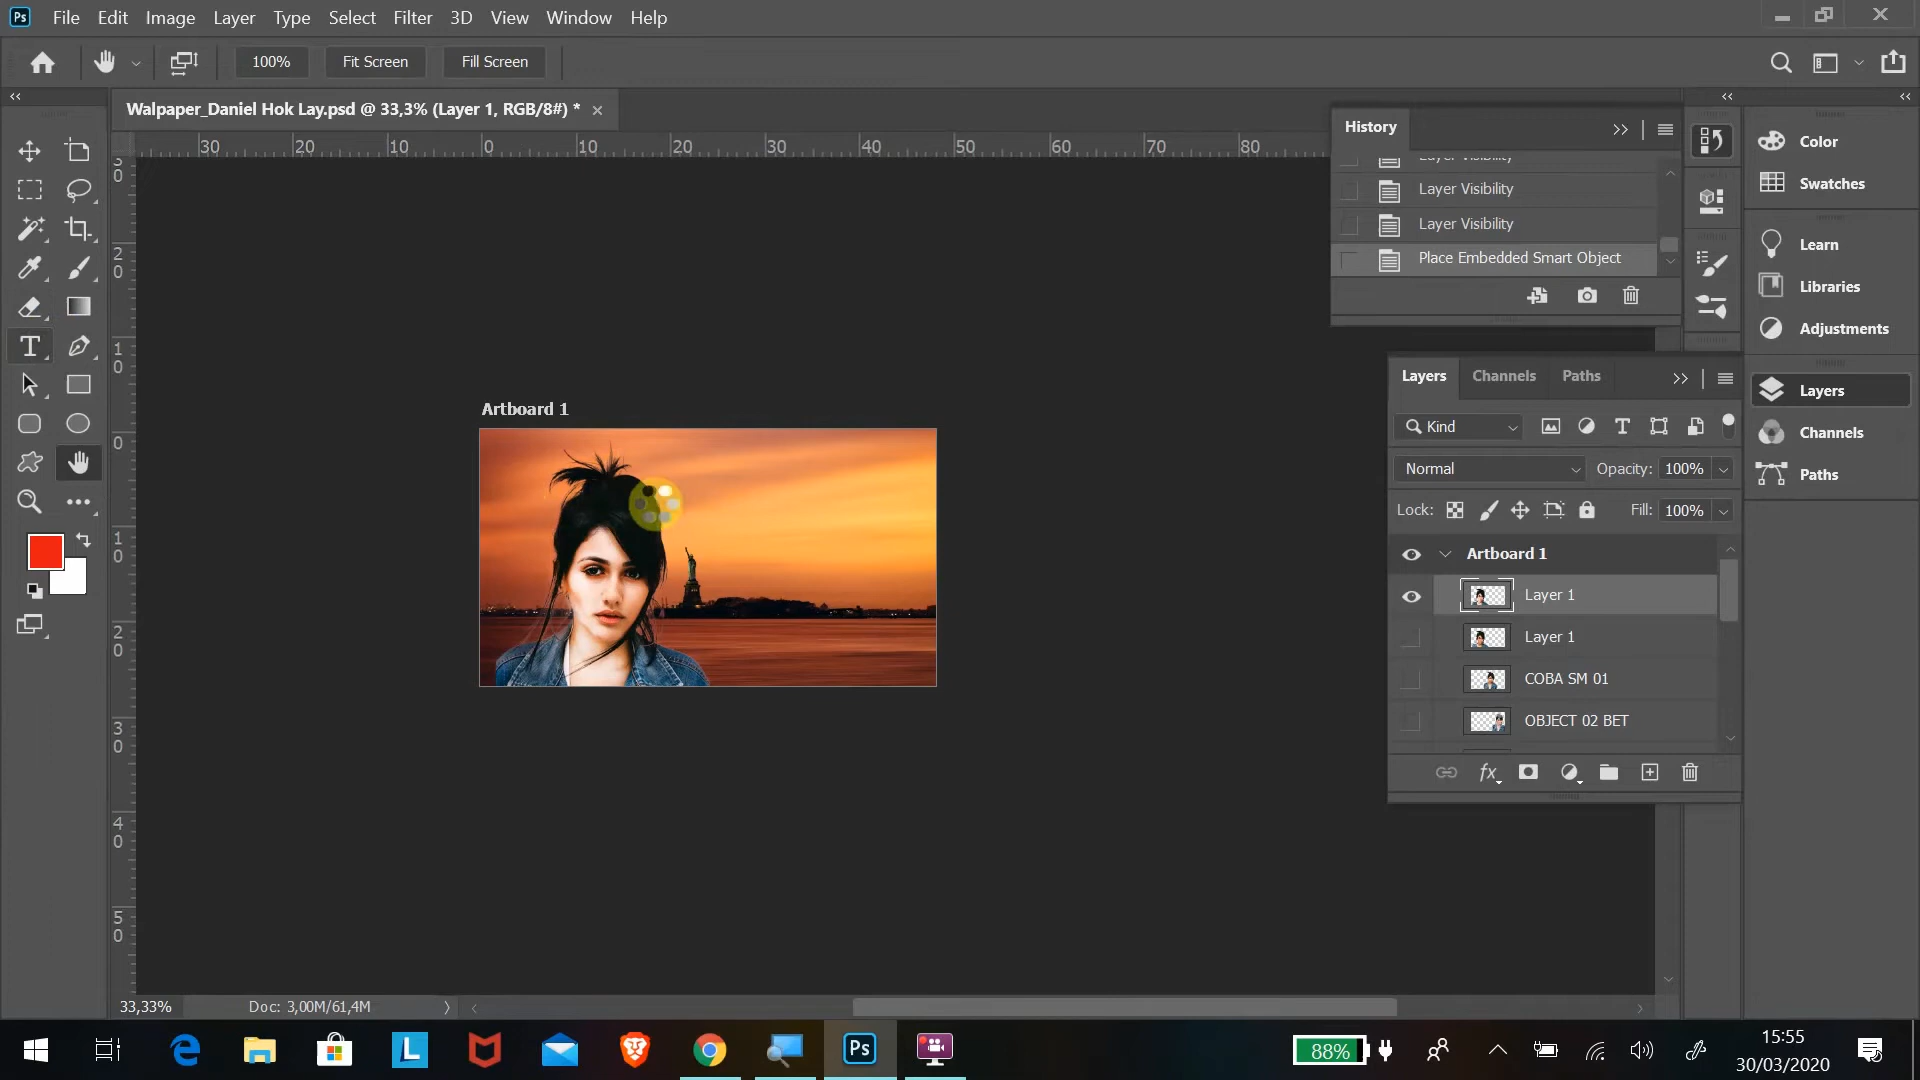 Ps File Edit Image Layer Type Select Filter 3D View Window Help
100% Fit Screen Fill Screen
Walpaper_Daniel Hok Lay.psd @ 33,3% (Layer 1, RGB/8#) * ×
30 20 10 0 10 20 30 40 50 60 70 80
0
20
10
0
10
20
30
40
50
Artboard 1
History
Layer Visibility
Layer Visibility
Layer Visibility
Place Embedded Smart Object
Layers Channels Paths
Kind
Normal Opacity: 100%
Lock: Fill: 100%
Artboard 1
Layer 1
Layer 1
COBA SM 01
OBJECT 02 BET
fx
Color
Swatches
Learn
Libraries
Adjustments
Layers
Channels
Paths
33,33% Doc: 3,00M/61,4M
L Ps 88%
15:55
30/03/2020